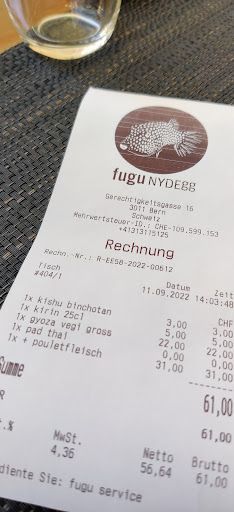 fugu NYDEGG
Gerechtigkeitsgasse 16
3011 Bern
Schweiz
Mehrwertsteuer-ID.: CHE-109.599.153
+41313115125
Rechnung
Rechn.-Nr.: R-EE58-2022-00612
Tisch Datum Zeit
#404/1 11.09.2022 14:03:48
CHF
1x kishu binchotan 3,00 3,00
1x kirin 25cl 5,00 5,00
1x gyoza vegi gross 22,00 22,00
1x pad thai 0,00 0,00
1x + pouletfleisch 31,00 31,00
Summe 61,00
61,00
MwSt. Netto Brutto
4,36 56,64 61,00
diente Sie: fugu service